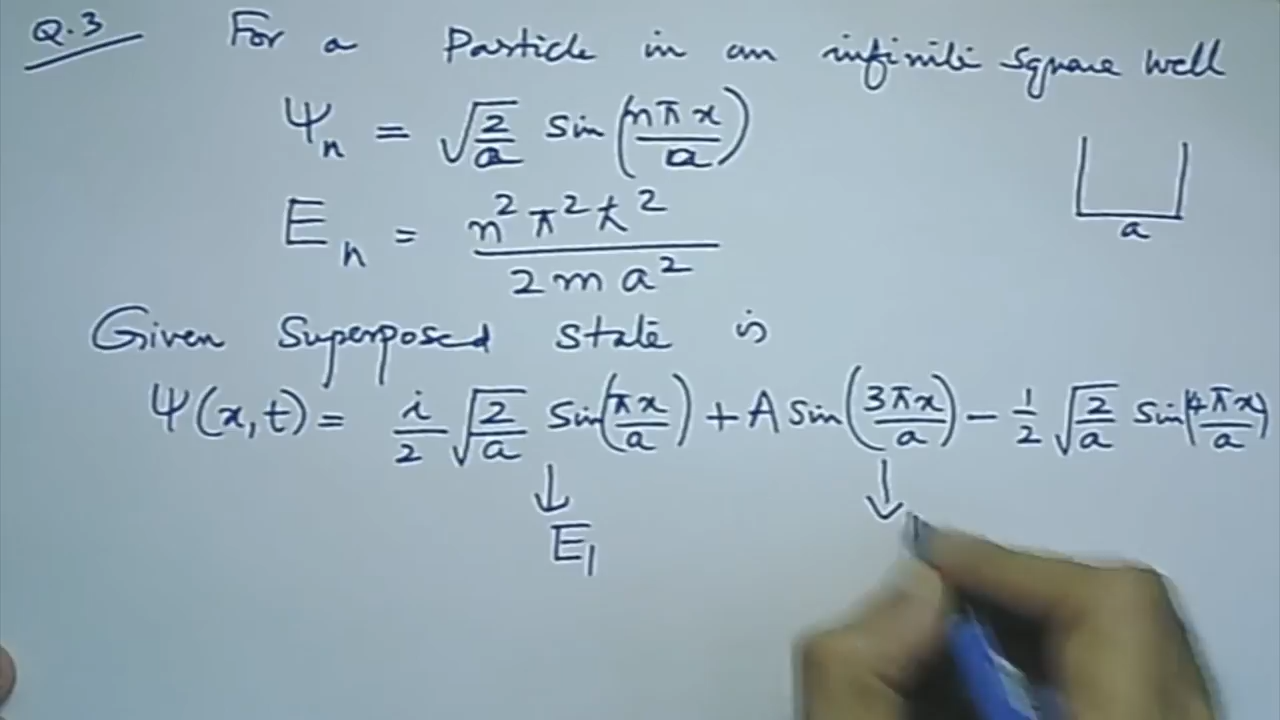 Q.3 For a Particle in an infinite square well
Ψn = √(2/a) sin(nπx/a)
a
En = n²π²ħ²/2ma²
Given Superposed state is
Ψ(x,t) = i/2 √(2/a) Sin(πx/a) + A sin(3πx/a) - 1/2 √(2/a) Sin(4πx/a)
↓ ↓
E1